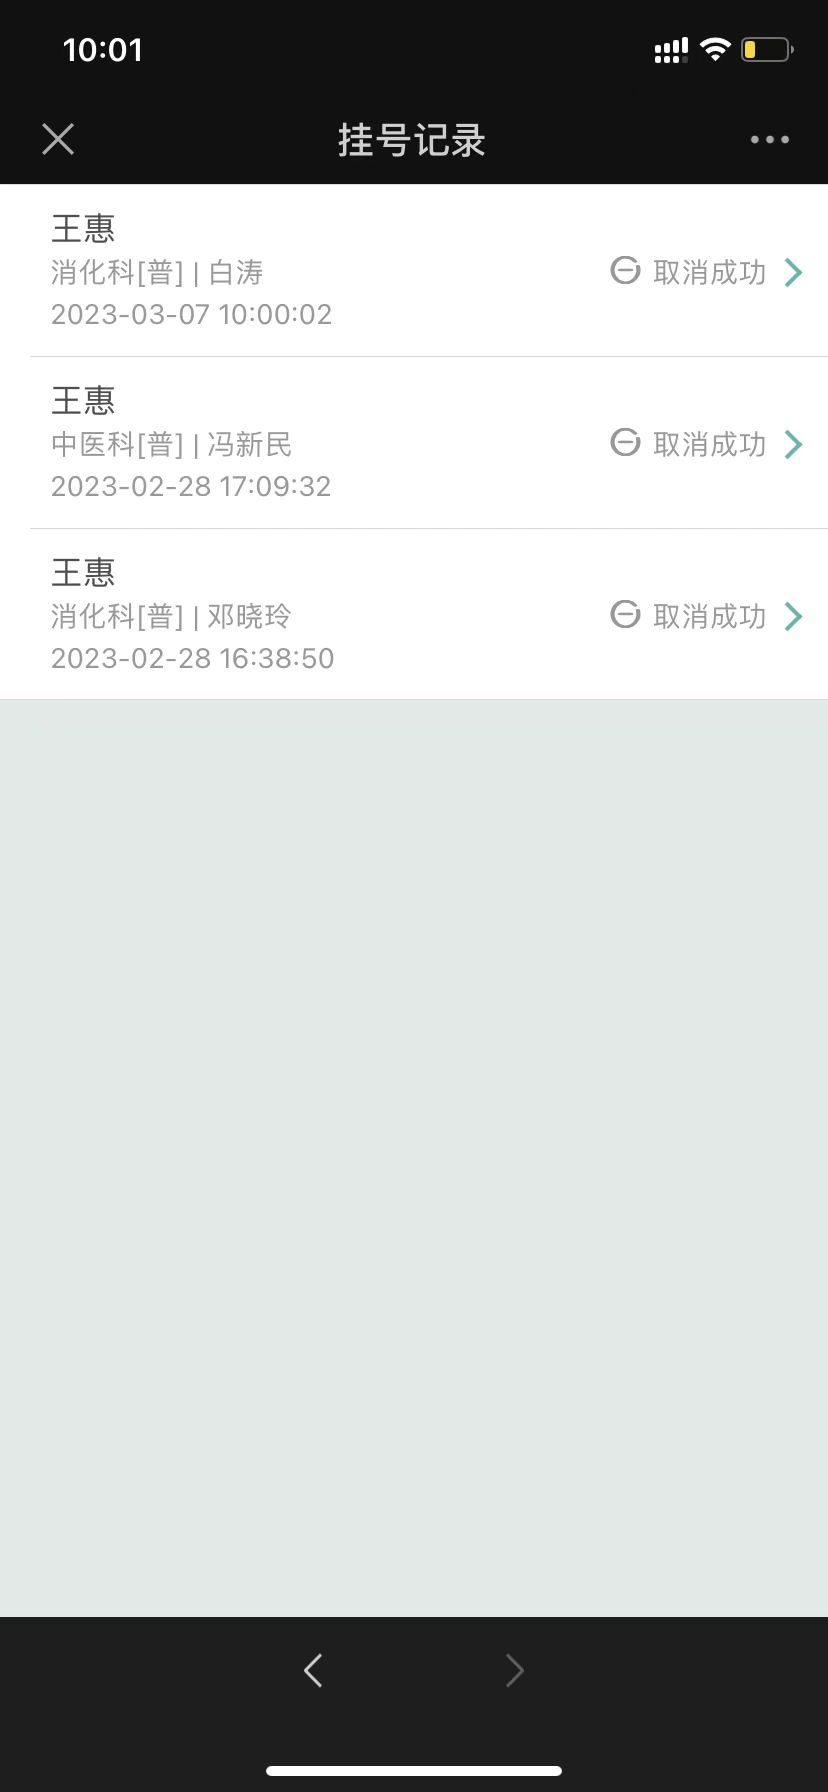 10:01
挂号记录
王惠
消化科[普] | 白涛
取消成功
2023-03-07 10:00:02
王惠
中医科[普] | 冯新民
取消成功
2023-02-28 17:09:32
王惠
消化科[普] | 邓晓玲
取消成功
2023-02-28 16:38:50